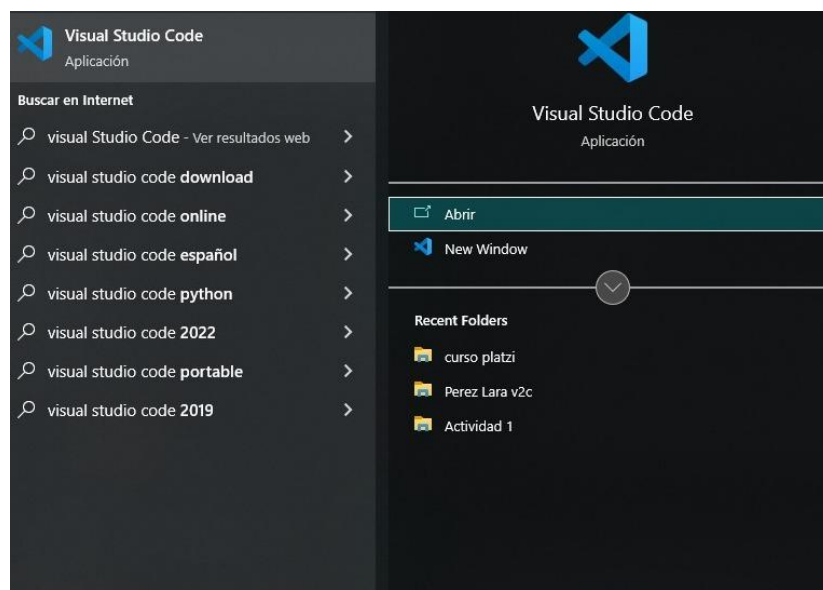 Visual Studio Code
Aplicación
Buscar en Internet
visual Studio Code - Ver resultados web
visual studio code download
visual studio code online
visual studio code español
visual studio code python
visual studio code 2022
visual studio code portable
visual studio code 2019
Visual Studio Code
Aplicación
Abrir
New Window
Recent Folders
curso platzi
Perez Lara v2c
Actividad 1